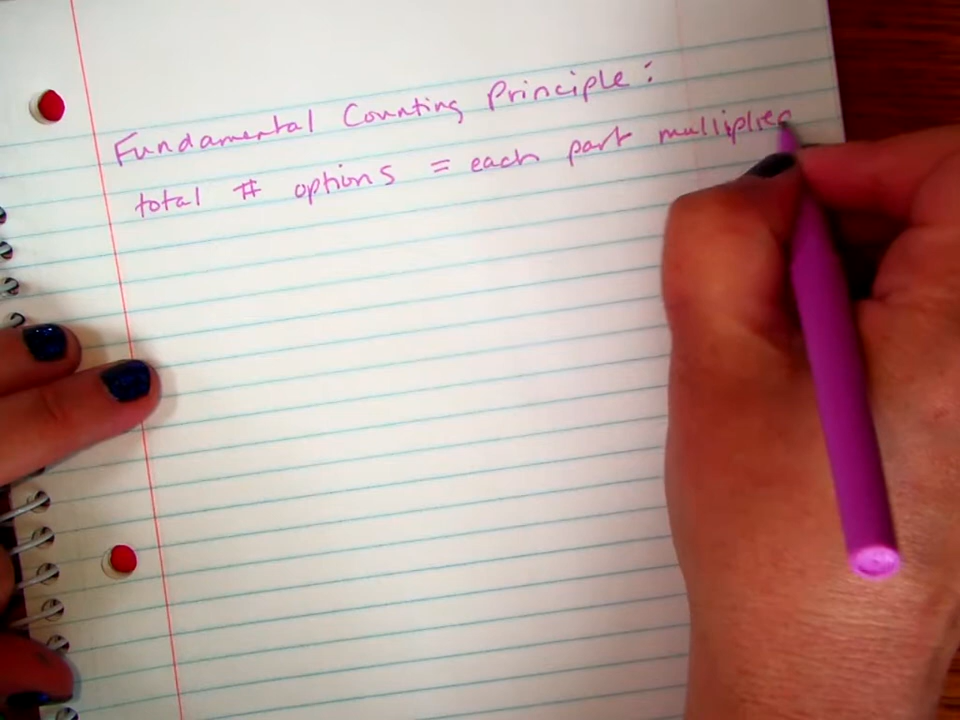 Fundamental Counting Principle:
total # options = each part multiplied